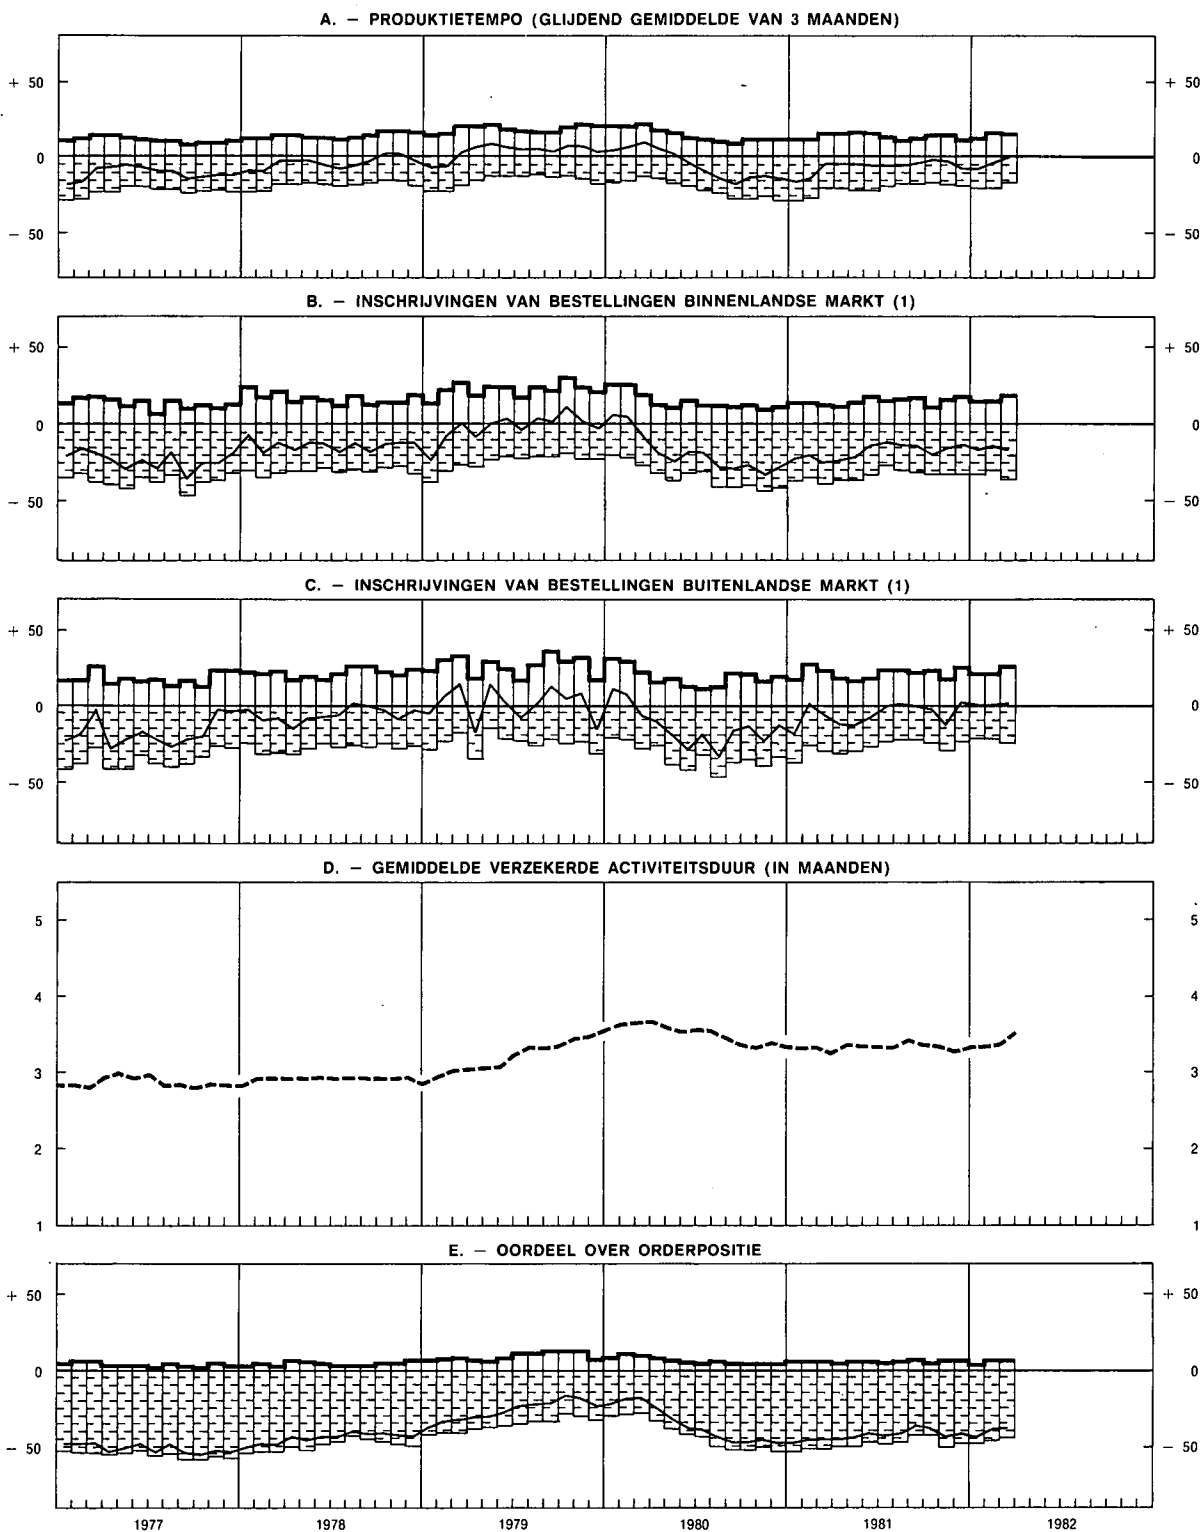 A. – PRODUKTIETEMPO (GLIJDEND GEMIDDELDE VAN 3 MAANDEN)
+ 50 + 50
0 0
– 50 – 50
B. – INSCHRIJVINGEN VAN BESTELLINGEN BINNENLANDSE MARKT (1)
+ 50 + 50
0 0
– 50 – 50
C. – INSCHRIJVINGEN VAN BESTELLINGEN BUITENLANDSE MARKT (1)
+ 50 + 50
0 0
– 50 – 50
D. – GEMIDDELDE VERZEKERDE ACTIVITEITSDUUR (IN MAANDEN)
5 5
4 4
3 3
2 2
1 1
E. – OORDEEL OVER ORDERPOSITIE
+ 50 + 50
0 0
– 50 – 50
1977 1978 1979 1980 1981 1982